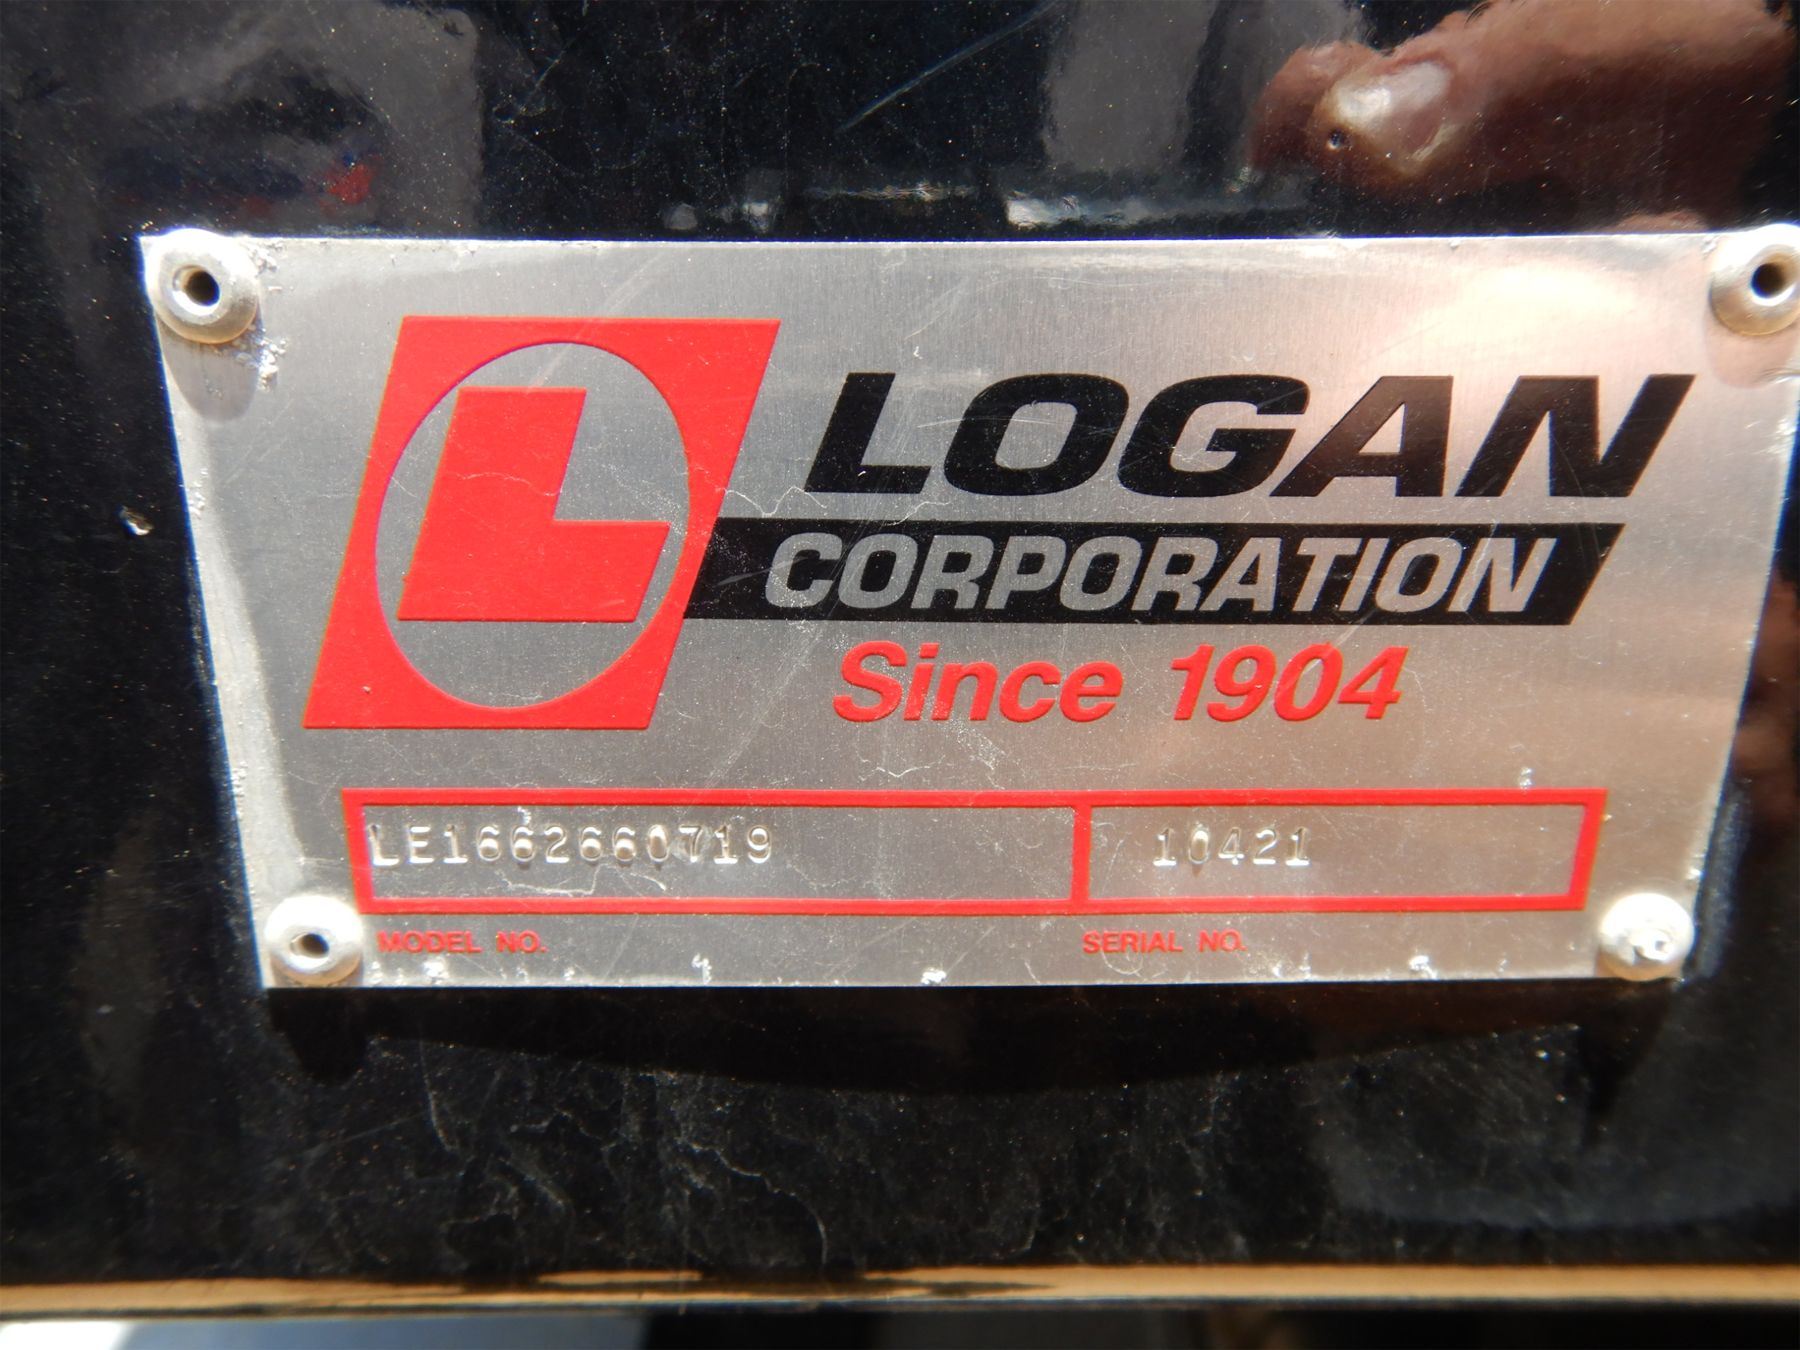 L
LOGAN
CORPORATION
Since 1904
LE1662660719 10421
MODEL NO. SERIAL NO.